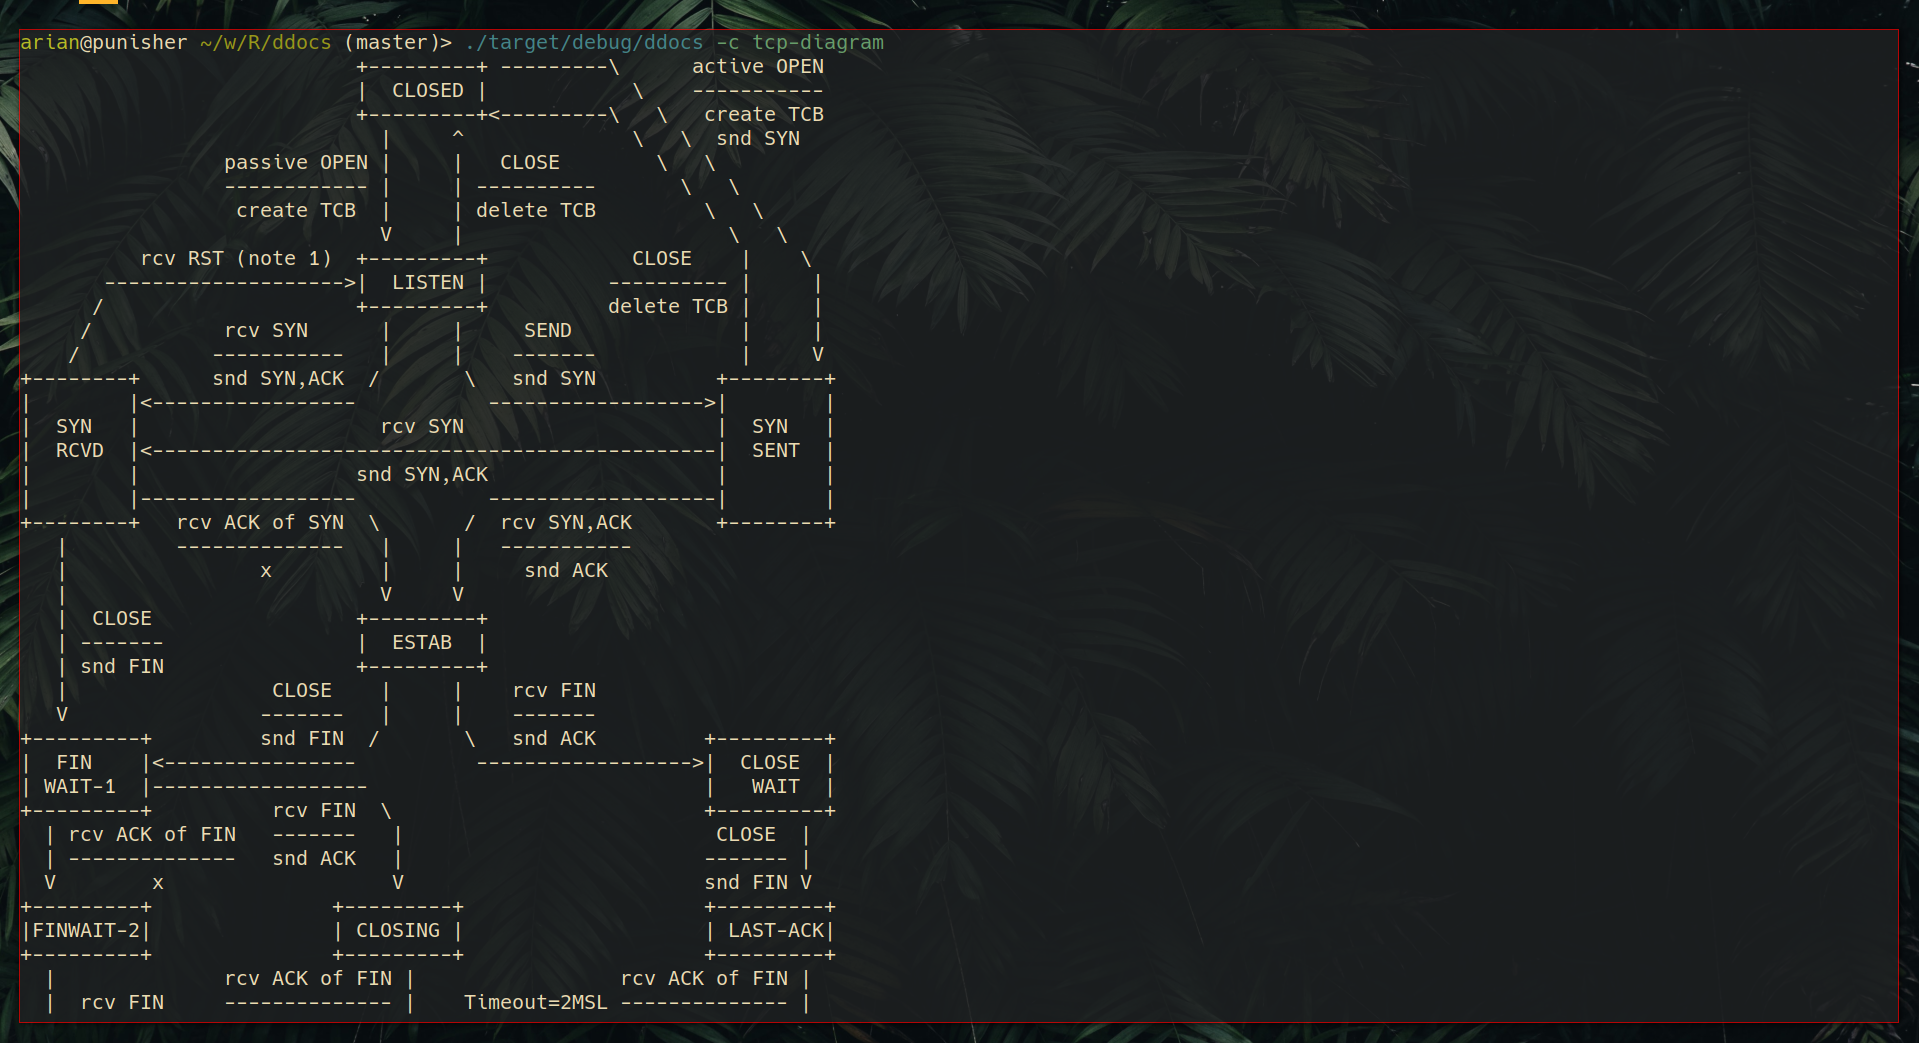 arian@punisher ~/w/R/ddocs (master)> ./target/debug/ddocs -c tcp-diagram
                            +---------+ ---------\      active OPEN
                            |  CLOSED |            \    -----------
                            +---------+<---------\   \   create TCB
                              |     ^              \   \  snd SYN
                 passive OPEN |     |   CLOSE        \   \
                 ------------ |     | ----------       \   \
                  create TCB  |     | delete TCB         \   \
                              V     |                      \   \
          rcv RST (note 1)  +---------+            CLOSE    |    \
       -------------------->|  LISTEN |          ---------- |     |
      /                     +---------+          delete TCB |     |
     /           rcv SYN      |     |     SEND              |     |
    /           -----------   |     |    -------            |     V
+--------+      snd SYN,ACK  /       \   snd SYN          +--------+
|        |<-----------------           ------------------>|        |
|  SYN   |                    rcv SYN                     |  SYN   |
|  RCVD  |<-----------------------------------------------|  SENT  |
|        |                  snd SYN,ACK                   |        |
|        |------------------           -------------------|        |
+--------+   rcv ACK of SYN  \       /  rcv SYN,ACK       +--------+
   |         --------------   |     |   -----------
   |                x         |     |     snd ACK
   |                          V     V
   |  CLOSE                 +---------+
   | -------                |  ESTAB  |
   | snd FIN                +---------+
   |                 CLOSE    |     |    rcv FIN
   V                -------   |     |    -------
+---------+         snd FIN  /       \   snd ACK         +---------+
|  FIN    |<-----------------          ------------------>|  CLOSE  |
| WAIT-1  |------------------                            |   WAIT  |
+---------+          rcv FIN  \                          +---------+
  | rcv ACK of FIN   -------   |                          CLOSE  |
  | --------------   snd ACK   |                         ------- |
  V        x                   V                         snd FIN V
+---------+               +---------+                    +---------+
|FINWAIT-2|               | CLOSING |                    | LAST-ACK|
+---------+               +---------+                    +---------+
  |              rcv ACK of FIN |                 rcv ACK of FIN |
  |  rcv FIN     -------------- |    Timeout=2MSL -------------- |